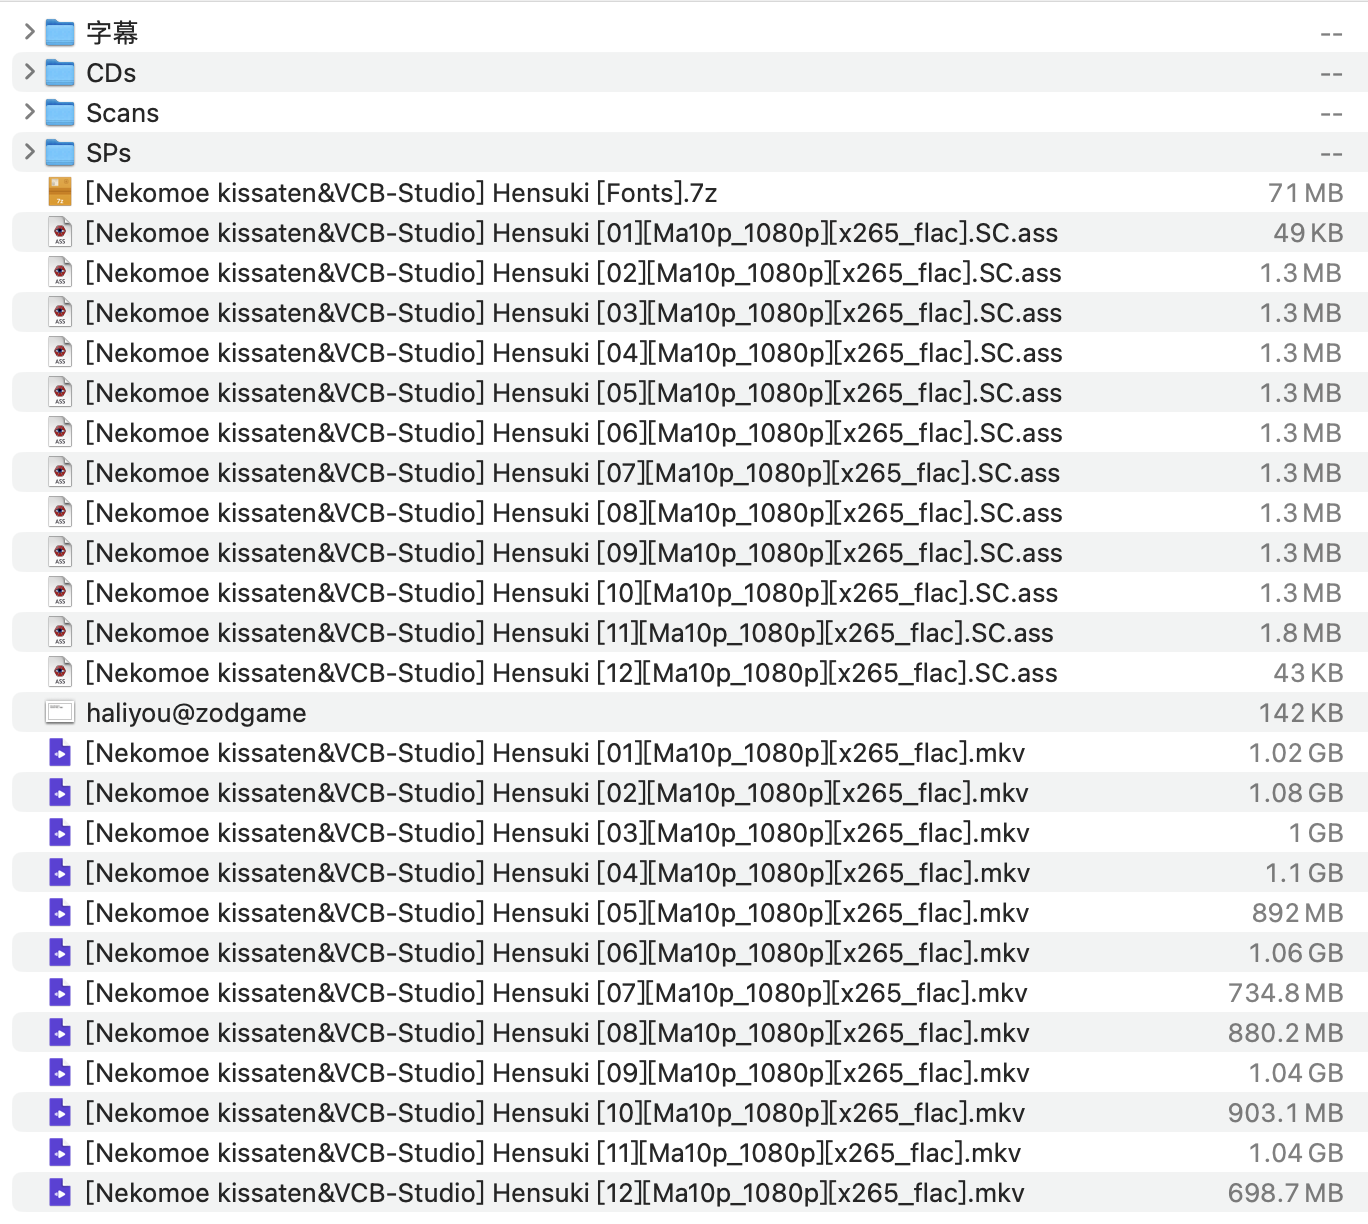 字幕 --
CDs --
Scans --
SPs --
[Nekomoe kissaten&VCB-Studio] Hensuki [Fonts].7z 71 MB
[Nekomoe kissaten&VCB-Studio] Hensuki [01][Ma10p_1080p][x265_flac].SC.ass 49 KB
[Nekomoe kissaten&VCB-Studio] Hensuki [02][Ma10p_1080p][x265_flac].SC.ass 1.3 MB
[Nekomoe kissaten&VCB-Studio] Hensuki [03][Ma10p_1080p][x265_flac].SC.ass 1.3 MB
[Nekomoe kissaten&VCB-Studio] Hensuki [04][Ma10p_1080p][x265_flac].SC.ass 1.3 MB
[Nekomoe kissaten&VCB-Studio] Hensuki [05][Ma10p_1080p][x265_flac].SC.ass 1.3 MB
[Nekomoe kissaten&VCB-Studio] Hensuki [06][Ma10p_1080p][x265_flac].SC.ass 1.3 MB
[Nekomoe kissaten&VCB-Studio] Hensuki [07][Ma10p_1080p][x265_flac].SC.ass 1.3 MB
[Nekomoe kissaten&VCB-Studio] Hensuki [08][Ma10p_1080p][x265_flac].SC.ass 1.3 MB
[Nekomoe kissaten&VCB-Studio] Hensuki [09][Ma10p_1080p][x265_flac].SC.ass 1.3 MB
[Nekomoe kissaten&VCB-Studio] Hensuki [10][Ma10p_1080p][x265_flac].SC.ass 1.3 MB
[Nekomoe kissaten&VCB-Studio] Hensuki [11][Ma10p_1080p][x265_flac].SC.ass 1.8 MB
[Nekomoe kissaten&VCB-Studio] Hensuki [12][Ma10p_1080p][x265_flac].SC.ass 43 KB
haliyou@zodgame 142 KB
[Nekomoe kissaten&VCB-Studio] Hensuki [01][Ma10p_1080p][x265_flac].mkv 1.02 GB
[Nekomoe kissaten&VCB-Studio] Hensuki [02][Ma10p_1080p][x265_flac].mkv 1.08 GB
[Nekomoe kissaten&VCB-Studio] Hensuki [03][Ma10p_1080p][x265_flac].mkv 1 GB
[Nekomoe kissaten&VCB-Studio] Hensuki [04][Ma10p_1080p][x265_flac].mkv 1.1 GB
[Nekomoe kissaten&VCB-Studio] Hensuki [05][Ma10p_1080p][x265_flac].mkv 892 MB
[Nekomoe kissaten&VCB-Studio] Hensuki [06][Ma10p_1080p][x265_flac].mkv 1.06 GB
[Nekomoe kissaten&VCB-Studio] Hensuki [07][Ma10p_1080p][x265_flac].mkv 734.8 MB
[Nekomoe kissaten&VCB-Studio] Hensuki [08][Ma10p_1080p][x265_flac].mkv 880.2 MB
[Nekomoe kissaten&VCB-Studio] Hensuki [09][Ma10p_1080p][x265_flac].mkv 1.04 GB
[Nekomoe kissaten&VCB-Studio] Hensuki [10][Ma10p_1080p][x265_flac].mkv 903.1 MB
[Nekomoe kissaten&VCB-Studio] Hensuki [11][Ma10p_1080p][x265_flac].mkv 1.04 GB
[Nekomoe kissaten&VCB-Studio] Hensuki [12][Ma10p_1080p][x265_flac].mkv 698.7 MB